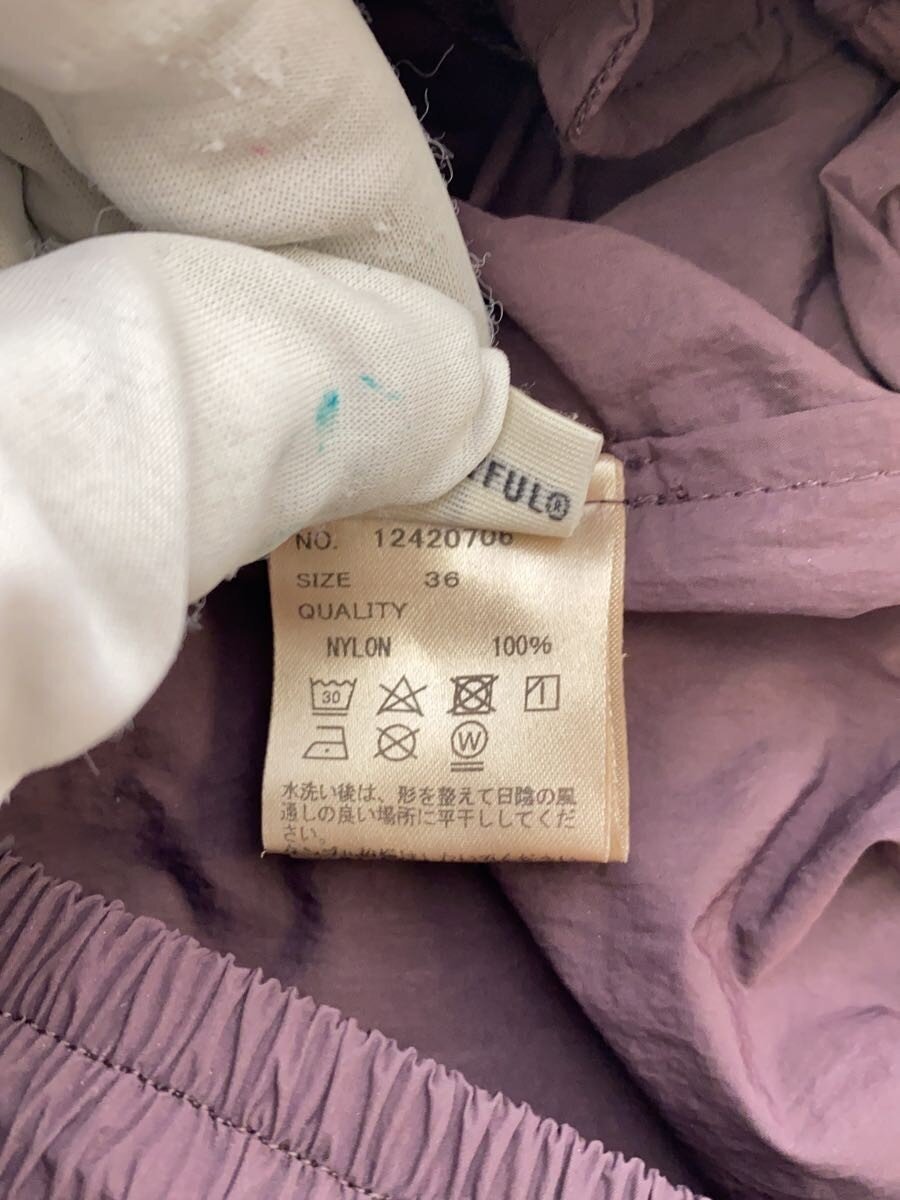 FUL®
NO. 12420706
SIZE 36
QUALITY
NYLON 100%
30
W
水洗い後は、形を整えて日陰の風
通しの良い場所に平干ししてくだ
さい。